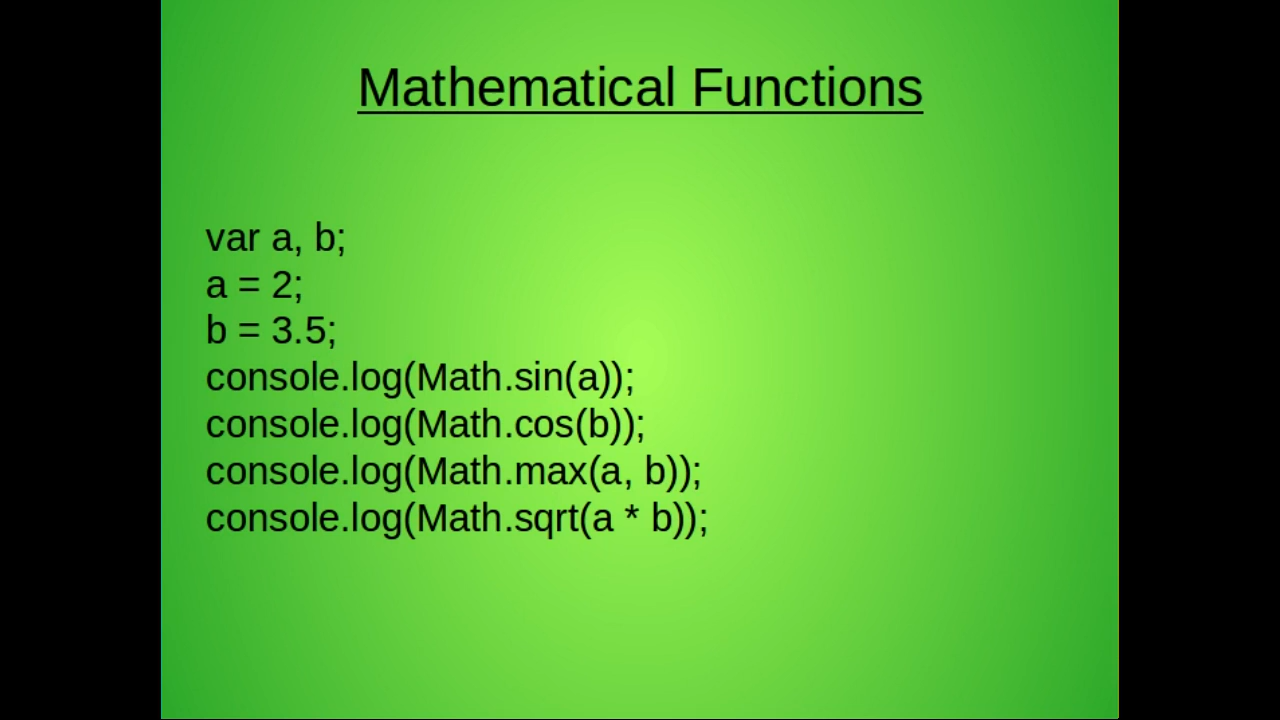 Mathematical Functions
var a, b;
a = 2;
b = 3.5;
console.log(Math.sin(a));
console.log(Math.cos(b));
console.log(Math.max(a, b));
console.log(Math.sqrt(a * b));